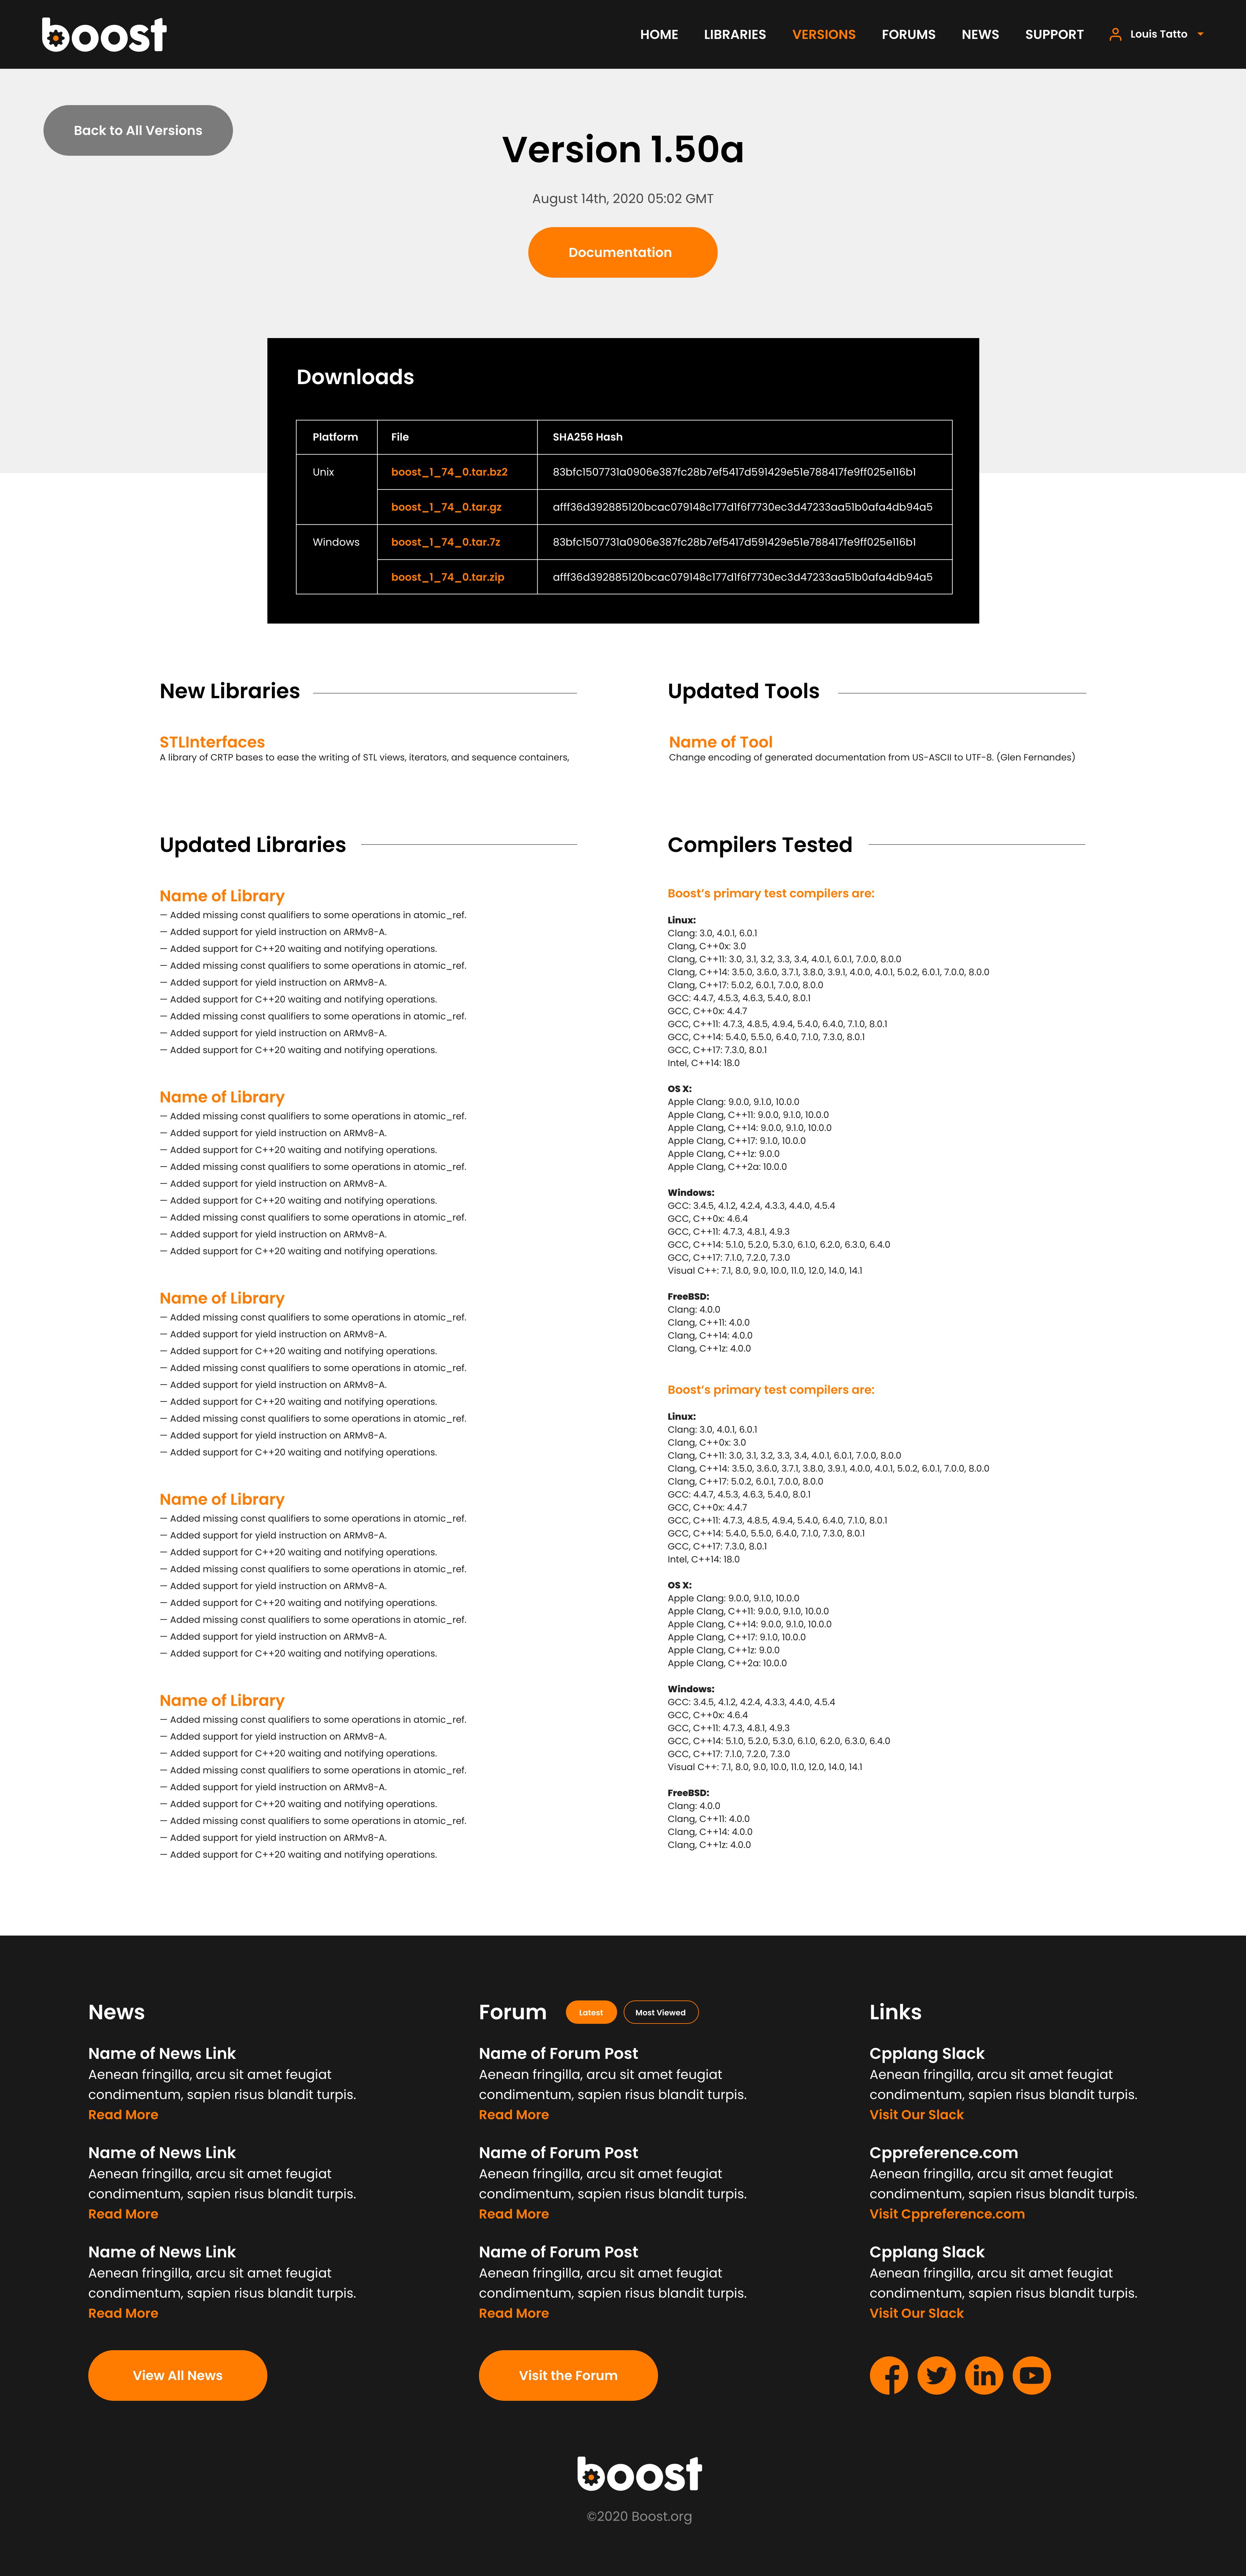 boost
HOME LIBRARIES VERSIONS FORUMS NEWS SUPPORT Louis Tatto
Back to All Versions
Version 1.50a
August 14th, 2020 05:02 GMT
Documentation
Downloads
Platform File SHA256 Hash
Unix boost_1_74_0.tar.bz2 83bfc1507731a0906e387fc28b7ef5417d591429e51e788417fe9ff025e116b1
boost_1_74_0.tar.gz afff36d392885120bcac079148c177d1f6f7730ec3d47233aa51b0afa4db94a5
Windows boost_1_74_0.tar.7z 83bfc1507731a0906e387fc28b7ef5417d591429e51e788417fe9ff025e116b1
boost_1_74_0.tar.zip afff36d392885120bcac079148c177d1f6f7730ec3d47233aa51b0afa4db94a5
New Libraries
STLInterfaces
A library of CRTP bases to ease the writing of STL views, iterators, and sequence containers,
Updated Tools
Name of Tool
Change encoding of generated documentation from US-ASCII to UTF-8. (Glen Fernandes)
Updated Libraries
Name of Library
— Added missing const qualifiers to some operations in atomic_ref.
— Added support for yield instruction on ARMv8-A.
— Added support for C++20 waiting and notifying operations.
— Added missing const qualifiers to some operations in atomic_ref.
— Added support for yield instruction on ARMv8-A.
— Added support for C++20 waiting and notifying operations.
— Added missing const qualifiers to some operations in atomic_ref.
— Added support for yield instruction on ARMv8-A.
— Added support for C++20 waiting and notifying operations.
Name of Library
— Added missing const qualifiers to some operations in atomic_ref.
— Added support for yield instruction on ARMv8-A.
— Added support for C++20 waiting and notifying operations.
— Added missing const qualifiers to some operations in atomic_ref.
— Added support for yield instruction on ARMv8-A.
— Added support for C++20 waiting and notifying operations.
— Added missing const qualifiers to some operations in atomic_ref.
— Added support for yield instruction on ARMv8-A.
— Added support for C++20 waiting and notifying operations.
Name of Library
— Added missing const qualifiers to some operations in atomic_ref.
— Added support for yield instruction on ARMv8-A.
— Added support for C++20 waiting and notifying operations.
— Added missing const qualifiers to some operations in atomic_ref.
— Added support for yield instruction on ARMv8-A.
— Added support for C++20 waiting and notifying operations.
— Added missing const qualifiers to some operations in atomic_ref.
— Added support for yield instruction on ARMv8-A.
— Added support for C++20 waiting and notifying operations.
Name of Library
— Added missing const qualifiers to some operations in atomic_ref.
— Added support for yield instruction on ARMv8-A.
— Added support for C++20 waiting and notifying operations.
— Added missing const qualifiers to some operations in atomic_ref.
— Added support for yield instruction on ARMv8-A.
— Added support for C++20 waiting and notifying operations.
— Added missing const qualifiers to some operations in atomic_ref.
— Added support for yield instruction on ARMv8-A.
— Added support for C++20 waiting and notifying operations.
Name of Library
— Added missing const qualifiers to some operations in atomic_ref.
— Added support for yield instruction on ARMv8-A.
— Added support for C++20 waiting and notifying operations.
— Added missing const qualifiers to some operations in atomic_ref.
— Added support for yield instruction on ARMv8-A.
— Added support for C++20 waiting and notifying operations.
— Added missing const qualifiers to some operations in atomic_ref.
— Added support for yield instruction on ARMv8-A.
— Added support for C++20 waiting and notifying operations.
Compilers Tested
Boost’s primary test compilers are:
Linux:
Clang: 3.0, 4.0.1, 6.0.1
Clang, C++0x: 3.0
Clang, C++11: 3.0, 3.1, 3.2, 3.3, 3.4, 4.0.1, 6.0.1, 7.0.0, 8.0.0
Clang, C++14: 3.5.0, 3.6.0, 3.7.1, 3.8.0, 3.9.1, 4.0.0, 4.0.1, 5.0.2, 6.0.1, 7.0.0, 8.0.0
Clang, C++17: 5.0.2, 6.0.1, 7.0.0, 8.0.0
GCC: 4.4.7, 4.5.3, 4.6.3, 5.4.0, 8.0.1
GCC, C++0x: 4.4.7
GCC, C++11: 4.7.3, 4.8.5, 4.9.4, 5.4.0, 6.4.0, 7.1.0, 8.0.1
GCC, C++14: 5.4.0, 5.5.0, 6.4.0, 7.1.0, 7.3.0, 8.0.1
GCC, C++17: 7.3.0, 8.0.1
Intel, C++14: 18.0
OS X:
Apple Clang: 9.0.0, 9.1.0, 10.0.0
Apple Clang, C++11: 9.0.0, 9.1.0, 10.0.0
Apple Clang, C++14: 9.0.0, 9.1.0, 10.0.0
Apple Clang, C++17: 9.1.0, 10.0.0
Apple Clang, C++1z: 9.0.0
Apple Clang, C++2a: 10.0.0
Windows:
GCC: 3.4.5, 4.1.2, 4.2.4, 4.3.3, 4.4.0, 4.5.4
GCC, C++0x: 4.6.4
GCC, C++11: 4.7.3, 4.8.1, 4.9.3
GCC, C++14: 5.1.0, 5.2.0, 5.3.0, 6.1.0, 6.2.0, 6.3.0, 6.4.0
GCC, C++17: 7.1.0, 7.2.0, 7.3.0
Visual C++: 7.1, 8.0, 9.0, 10.0, 11.0, 12.0, 14.0, 14.1
FreeBSD:
Clang: 4.0.0
Clang, C++11: 4.0.0
Clang, C++14: 4.0.0
Clang, C++1z: 4.0.0
Boost’s primary test compilers are:
Linux:
Clang: 3.0, 4.0.1, 6.0.1
Clang, C++0x: 3.0
Clang, C++11: 3.0, 3.1, 3.2, 3.3, 3.4, 4.0.1, 6.0.1, 7.0.0, 8.0.0
Clang, C++14: 3.5.0, 3.6.0, 3.7.1, 3.8.0, 3.9.1, 4.0.0, 4.0.1, 5.0.2, 6.0.1, 7.0.0, 8.0.0
Clang, C++17: 5.0.2, 6.0.1, 7.0.0, 8.0.0
GCC: 4.4.7, 4.5.3, 4.6.3, 5.4.0, 8.0.1
GCC, C++0x: 4.4.7
GCC, C++11: 4.7.3, 4.8.5, 4.9.4, 5.4.0, 6.4.0, 7.1.0, 8.0.1
GCC, C++14: 5.4.0, 5.5.0, 6.4.0, 7.1.0, 7.3.0, 8.0.1
GCC, C++17: 7.3.0, 8.0.1
Intel, C++14: 18.0
OS X:
Apple Clang: 9.0.0, 9.1.0, 10.0.0
Apple Clang, C++11: 9.0.0, 9.1.0, 10.0.0
Apple Clang, C++14: 9.0.0, 9.1.0, 10.0.0
Apple Clang, C++17: 9.1.0, 10.0.0
Apple Clang, C++1z: 9.0.0
Apple Clang, C++2a: 10.0.0
Windows:
GCC: 3.4.5, 4.1.2, 4.2.4, 4.3.3, 4.4.0, 4.5.4
GCC, C++0x: 4.6.4
GCC, C++11: 4.7.3, 4.8.1, 4.9.3
GCC, C++14: 5.1.0, 5.2.0, 5.3.0, 6.1.0, 6.2.0, 6.3.0, 6.4.0
GCC, C++17: 7.1.0, 7.2.0, 7.3.0
Visual C++: 7.1, 8.0, 9.0, 10.0, 11.0, 12.0, 14.0, 14.1
FreeBSD:
Clang: 4.0.0
Clang, C++11: 4.0.0
Clang, C++14: 4.0.0
Clang, C++1z: 4.0.0
News
Name of News Link
Aenean fringilla, arcu sit amet feugiat
condimentum, sapien risus blandit turpis.
Read More
Name of News Link
Aenean fringilla, arcu sit amet feugiat
condimentum, sapien risus blandit turpis.
Read More
Name of News Link
Aenean fringilla, arcu sit amet feugiat
condimentum, sapien risus blandit turpis.
Read More
View All News
Forum Latest Most Viewed
Name of Forum Post
Aenean fringilla, arcu sit amet feugiat
condimentum, sapien risus blandit turpis.
Read More
Name of Forum Post
Aenean fringilla, arcu sit amet feugiat
condimentum, sapien risus blandit turpis.
Read More
Name of Forum Post
Aenean fringilla, arcu sit amet feugiat
condimentum, sapien risus blandit turpis.
Read More
Visit the Forum
Links
Cpplang Slack
Aenean fringilla, arcu sit amet feugiat
condimentum, sapien risus blandit turpis.
Visit Our Slack
Cppreference.com
Aenean fringilla, arcu sit amet feugiat
condimentum, sapien risus blandit turpis.
Visit Cppreference.com
Cpplang Slack
Aenean fringilla, arcu sit amet feugiat
condimentum, sapien risus blandit turpis.
Visit Our Slack
boost
©2020 Boost.org